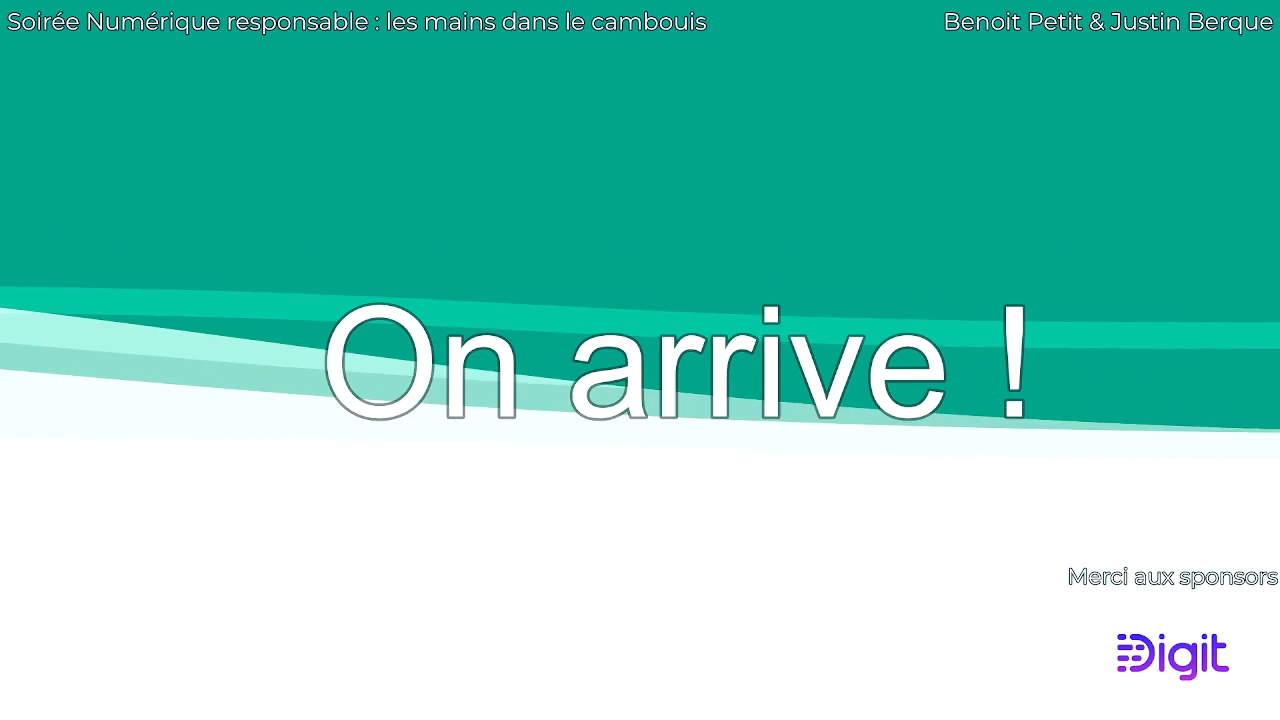 Soirée Numérique responsable : les mains dans le cambouis
Benoit Petit & Justin Berque
On arrive !
Merci aux sponsors
Digit